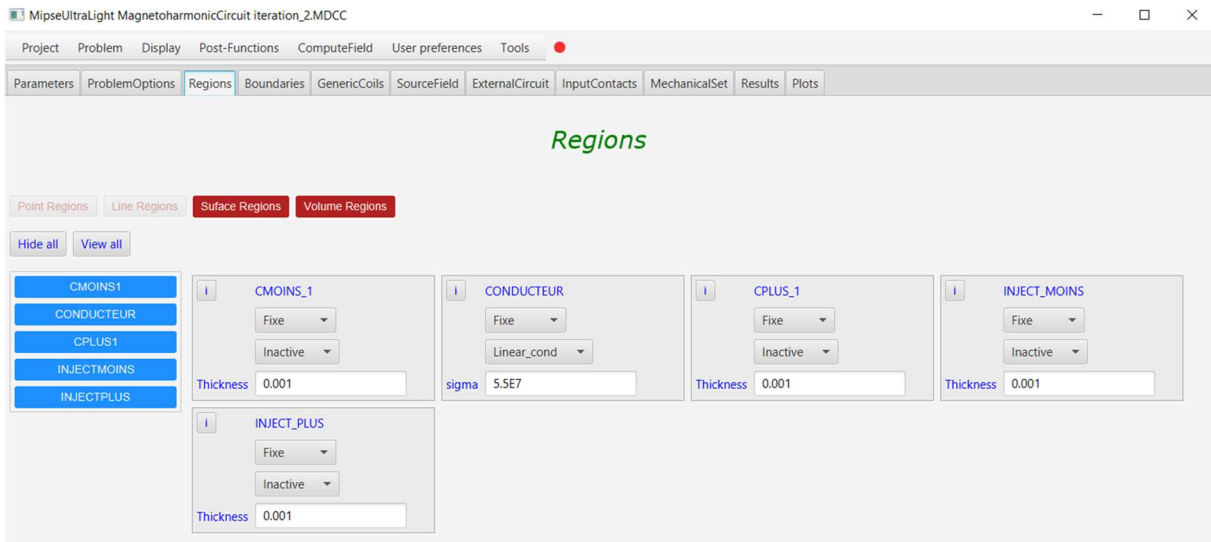 MipseUltraLight MagnetoharmonicCircuit iteration_2.MDCC
Project Problem Display Post-Functions ComputeField User preferences Tools
Parameters ProblemOptions Regions Boundaries GenericCoils SourceField ExternalCircuit InputContacts MechanicalSet Results Plots
Regions
Point Regions Line Regions Suface Regions Volume Regions
Hide all View all
CMOINS1
CONDUCTEUR
CPLUS1
INJECTMOINS
INJECTPLUS
i CMOINS_1
Fixe
Inactive
Thickness 0.001
i CONDUCTEUR
Fixe
Linear_cond
sigma 5.5E7
i CPLUS_1
Fixe
Inactive
Thickness 0.001
i INJECT_MOINS
Fixe
Inactive
Thickness 0.001
i INJECT_PLUS
Fixe
Inactive
Thickness 0.001